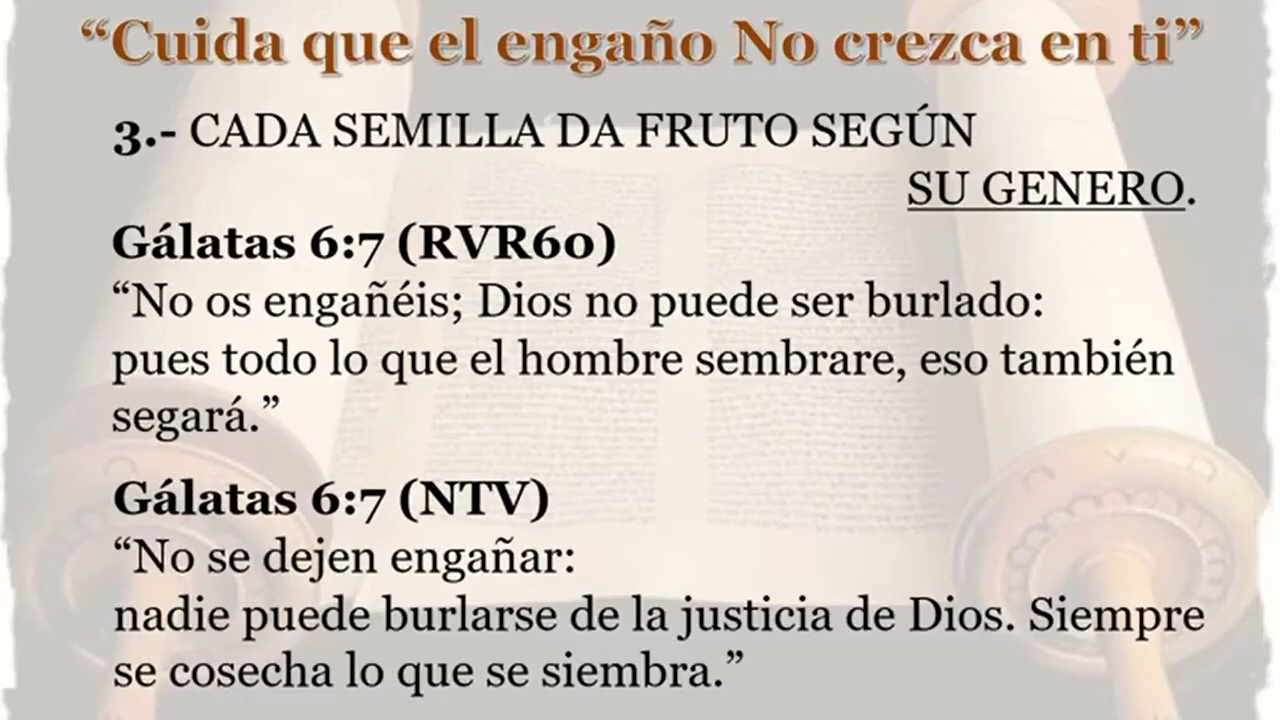 “Cuida que el engaño No crezca en ti”
3.- CADA SEMILLA DA FRUTO SEGÚN
SU GENERO.
Gálatas 6:7 (RVR60)
“No os engañéis; Dios no puede ser burlado:
pues todo lo que el hombre sembrare, eso también
segará.”
Gálatas 6:7 (NTV)
“No se dejen engañar:
nadie puede burlarse de la justicia de Dios. Siempre
se cosecha lo que se siembra.”